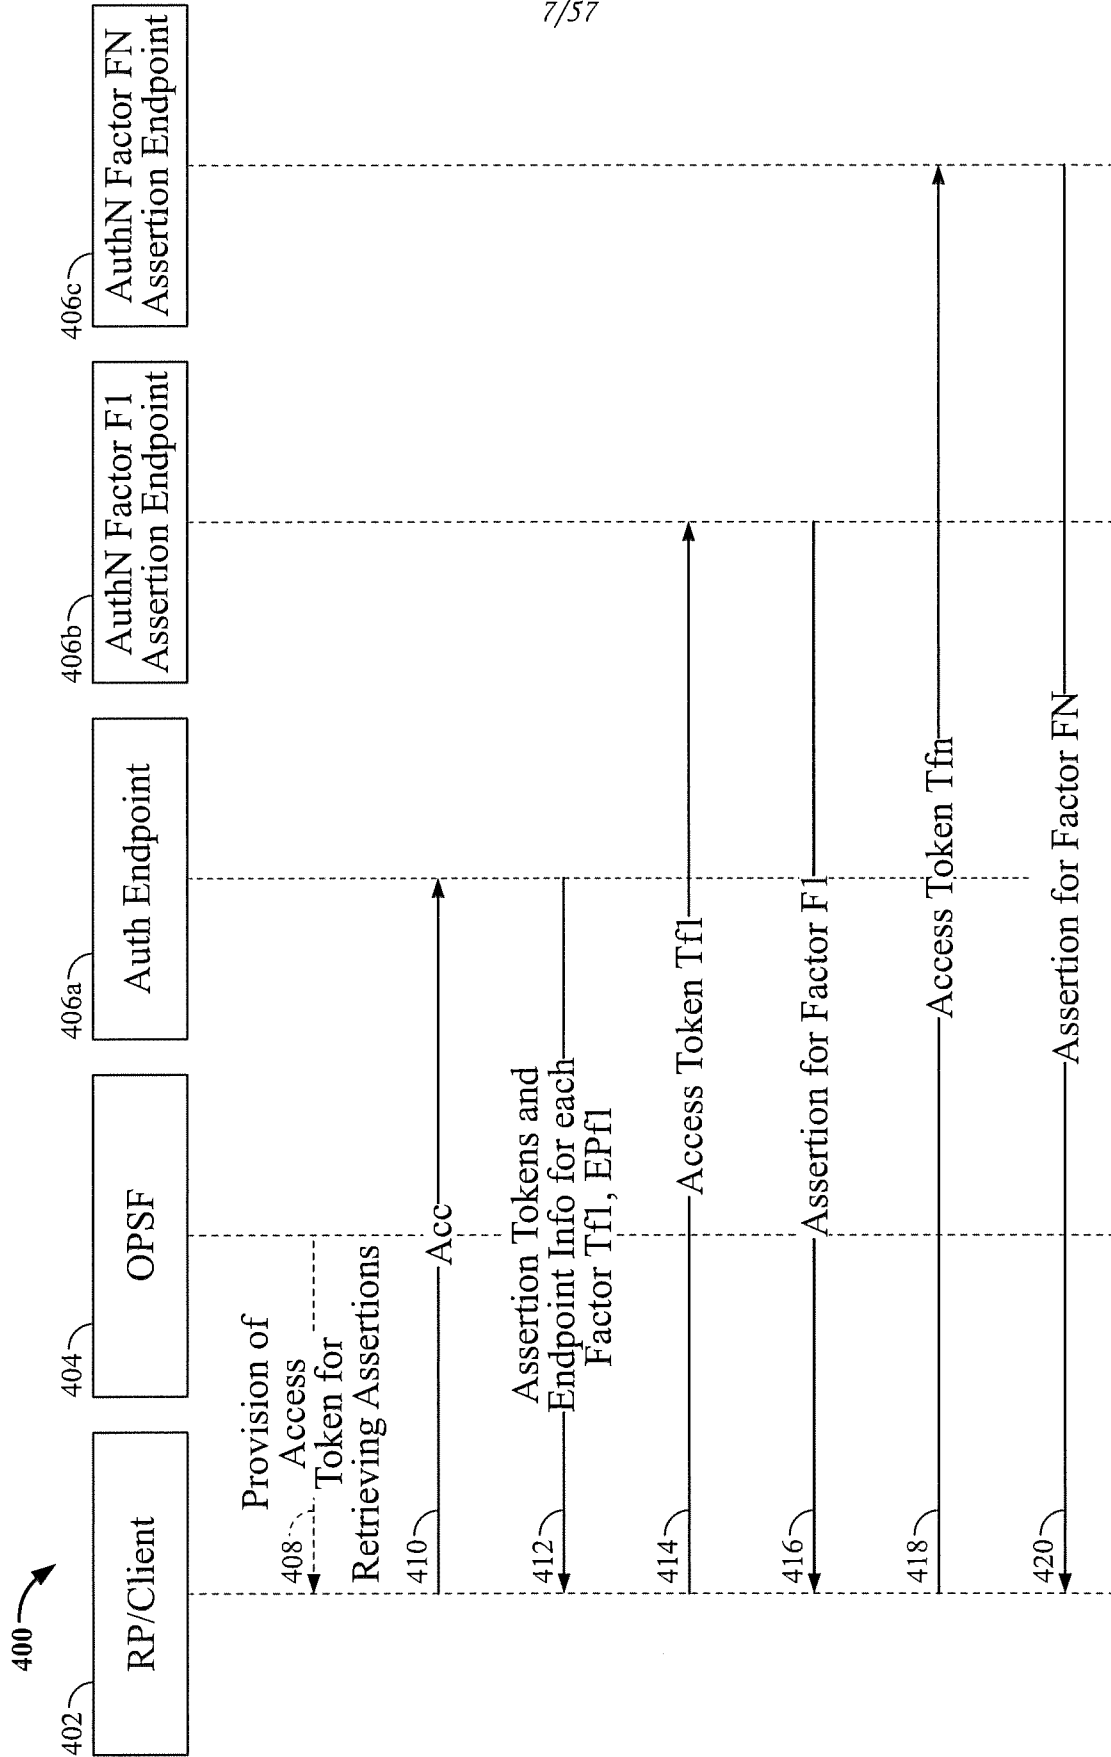 7/57
400
402
RP/Client
404
OPSF
406a
Auth Endpoint
406b
AuthN Factor F1
Assertion Endpoint
406c
AuthN Factor FN
Assertion Endpoint
Provision of
Access
Token for
Retrieving Assertions
408
410
Acc
412
Assertion Tokens and
Endpoint Info for each
Factor Tf1, EPf1
414
Access Token Tf1
416
Assertion for Factor F1
418
Access Token Tfn
420
Assertion for Factor FN